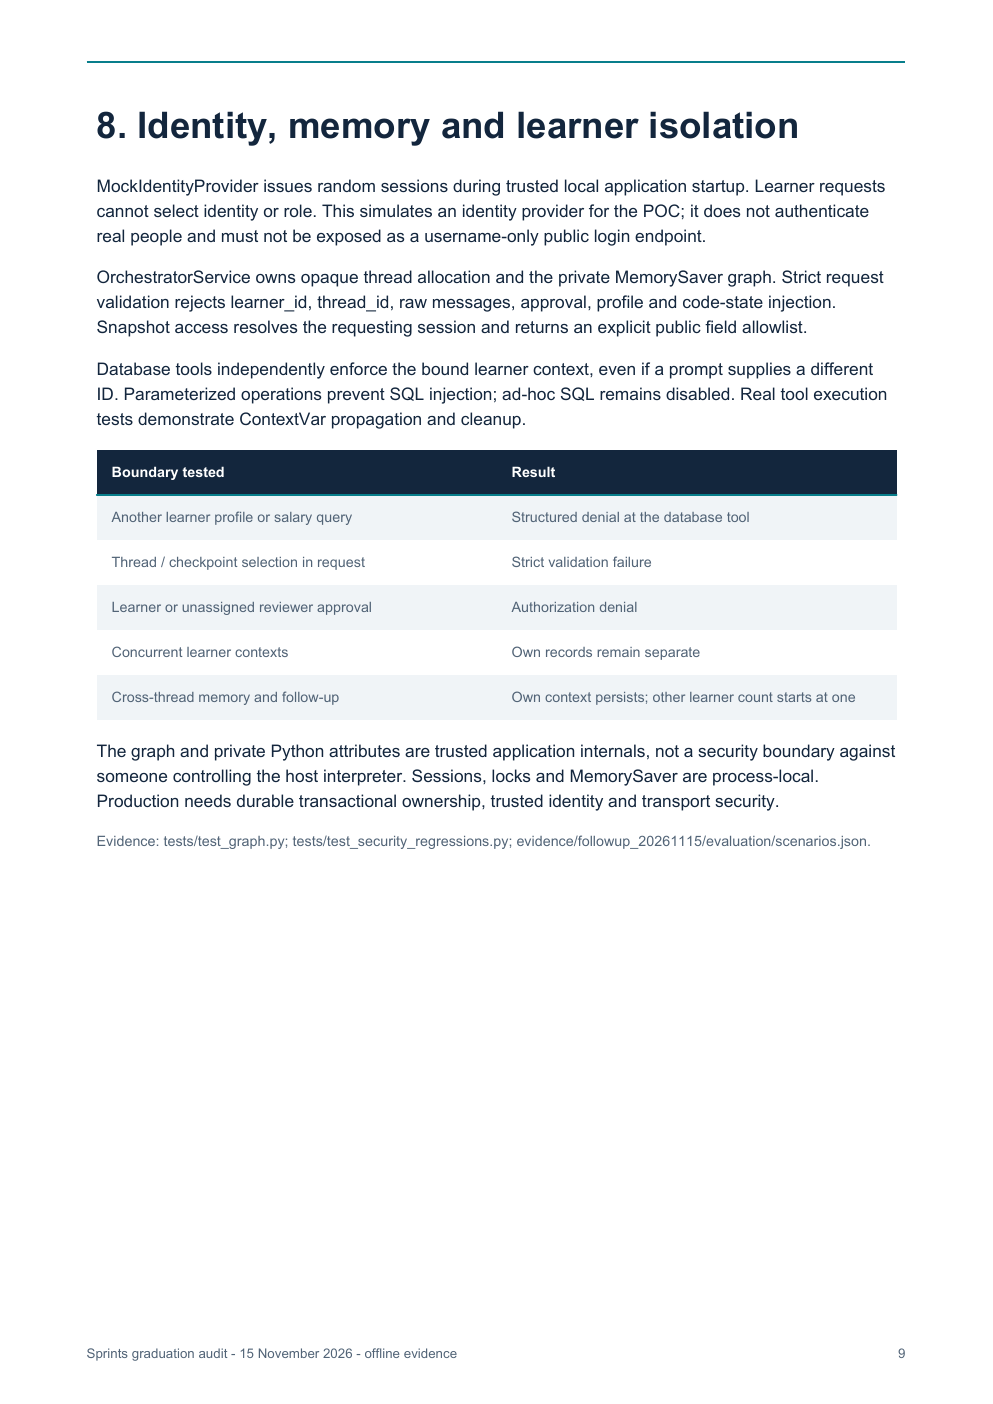 8. Identity, memory and learner isolation
MockIdentityProvider issues random sessions during trusted local application startup. Learner requests
cannot select identity or role. This simulates an identity provider for the POC; it does not authenticate
real people and must not be exposed as a username-only public login endpoint.
OrchestratorService owns opaque thread allocation and the private MemorySaver graph. Strict request
validation rejects learner_id, thread_id, raw messages, approval, profile and code-state injection.
Snapshot access resolves the requesting session and returns an explicit public field allowlist.
Database tools independently enforce the bound learner context, even if a prompt supplies a different
ID. Parameterized operations prevent SQL injection; ad-hoc SQL remains disabled. Real tool execution
tests demonstrate ContextVar propagation and cleanup.
Boundary tested Result
Another learner profile or salary query Structured denial at the database tool
Thread / checkpoint selection in request Strict validation failure
Learner or unassigned reviewer approval Authorization denial
Concurrent learner contexts Own records remain separate
Cross-thread memory and follow-up Own context persists; other learner count starts at one
The graph and private Python attributes are trusted application internals, not a security boundary against
someone controlling the host interpreter. Sessions, locks and MemorySaver are process-local.
Production needs durable transactional ownership, trusted identity and transport security.
Evidence: tests/test_graph.py; tests/test_security_regressions.py; evidence/followup_20261115/evaluation/scenarios.json.
Sprints graduation audit - 15 November 2026 - offline evidence 9